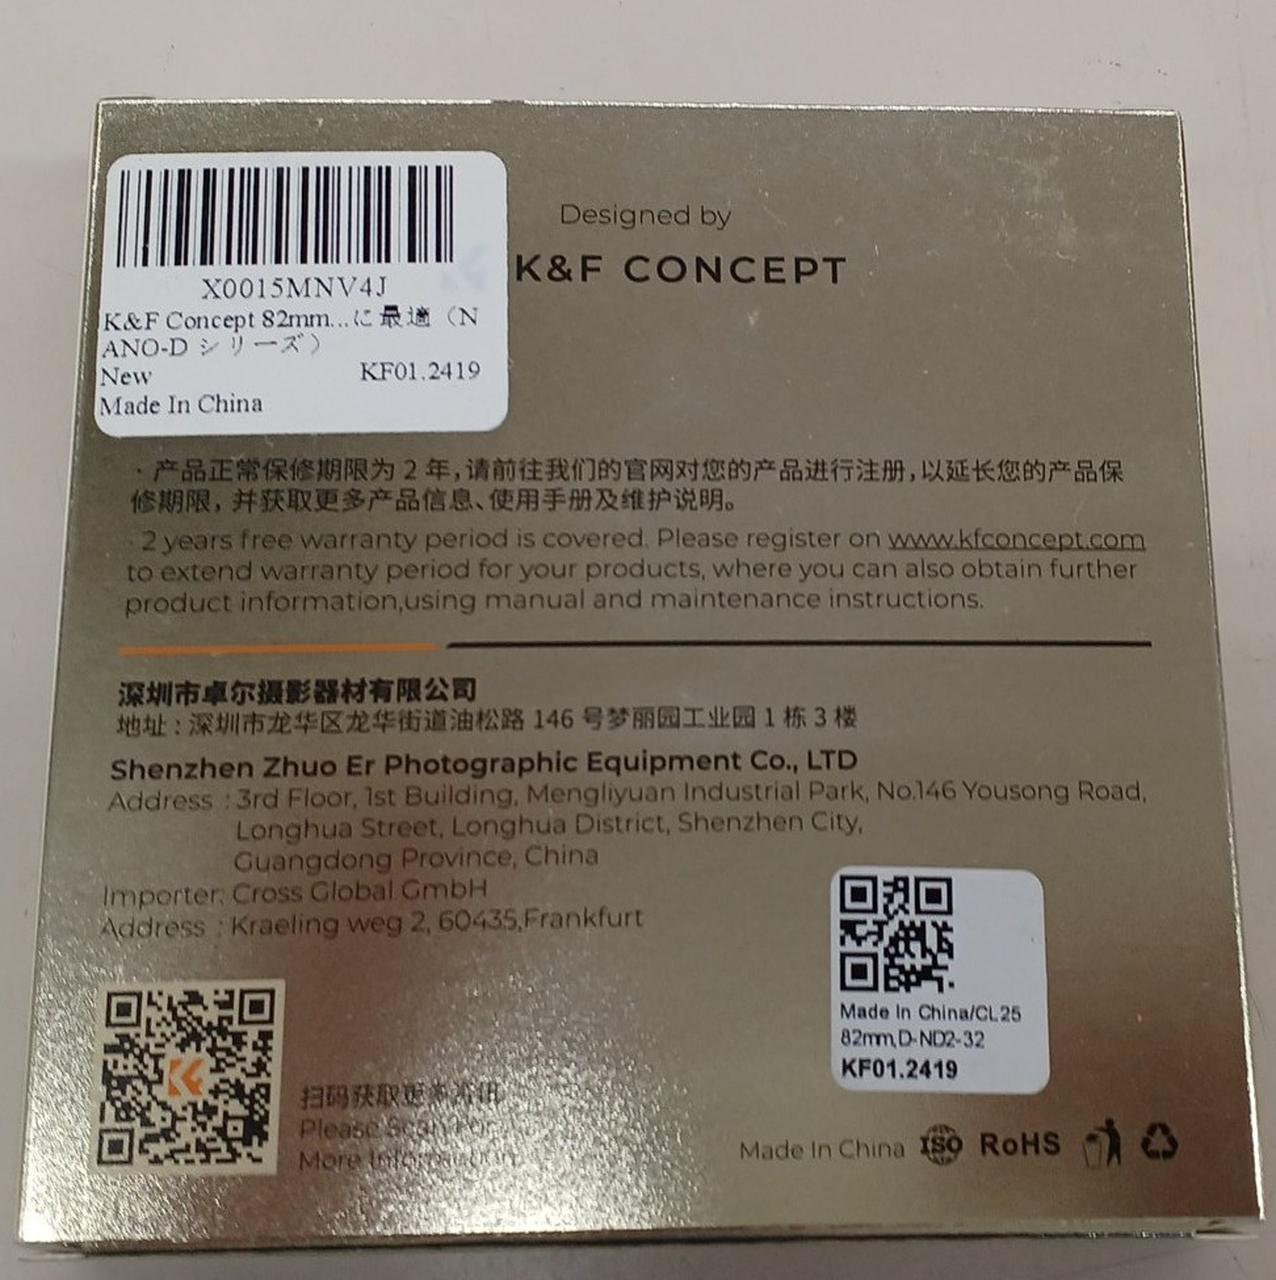 X0015MNV4J
K&F Concept 82mm...に最適（N
ANO-D シリーズ）
New KF01.2419
Made In China
Designed by
K&F CONCEPT
· 产品正常保修期限为 2 年，请前往我们的官网对您的产品进行注册，以延长您的产品保
修期限，并获取更多产品信息、使用手册及维护说明。
· 2 years free warranty period is covered. Please register on www.kfconcept.com
to extend warranty period for your products, where you can also obtain further
product information,using manual and maintenance instructions.
深圳市卓尔摄影器材有限公司
地址 : 深圳市龙华区龙华街道油松路 146 号梦丽园工业园 1 栋 3 楼
Shenzhen Zhuo Er Photographic Equipment Co., LTD
Address : 3rd Floor, 1st Building, Mengliyuan Industrial Park, No.146 Yousong Road,
Longhua Street, Longhua District, Shenzhen City,
Guangdong Province, China
Importer: Cross Global GmbH
Address : Kraeling weg 2, 60435,Frankfurt
Made In China/CL25
82mm,D-ND2-32
KF01.2419
扫码获取更多资讯
Please Scan For
More Information
Made In China ISO RoHS